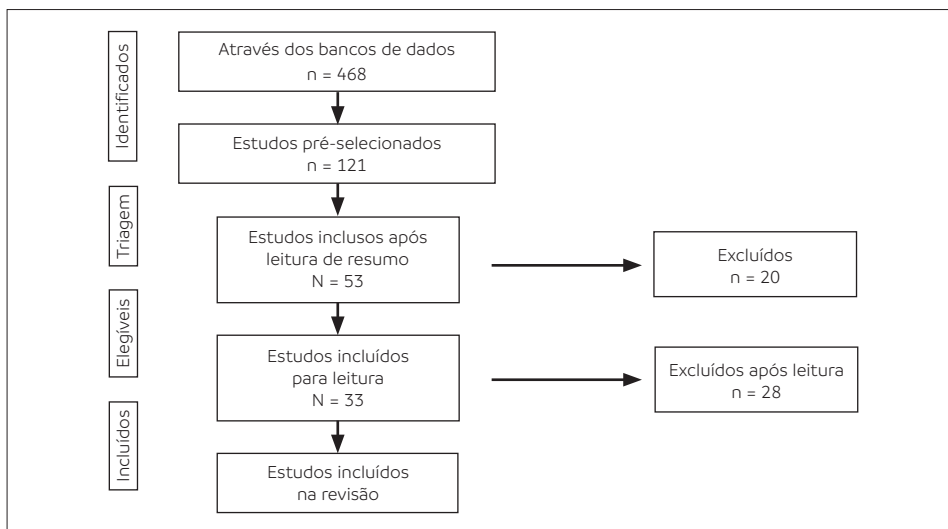 Identificados
Através dos bancos de dados
n = 468
Estudos pré-selecionados
n = 121
Triagem
Estudos inclusos após
leitura de resumo
N = 53
Excluídos
n = 20
Elegíveis
Estudos incluídos
para leitura
N = 33
Excluídos após leitura
n = 28
Incluídos
Estudos incluídos
na revisão